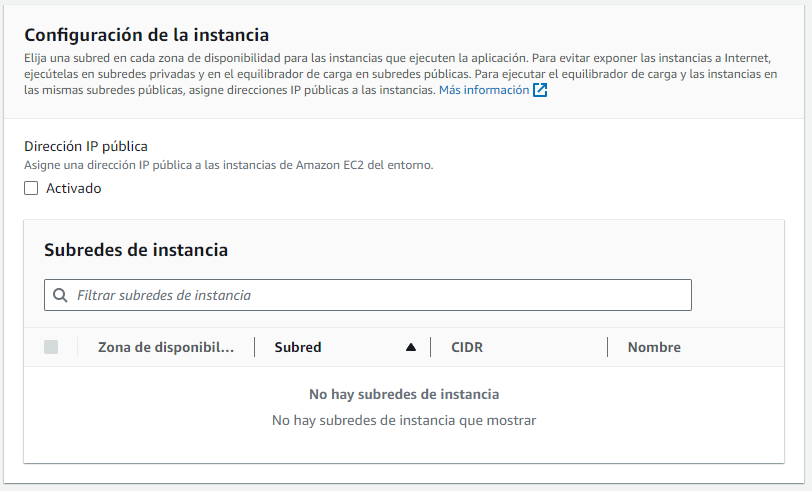 Configuración de la instancia
Elija una subred en cada zona de disponibilidad para las instancias que ejecuten la aplicación. Para evitar exponer las instancias a Internet,
ejecútelas en subredes privadas y en el equilibrador de carga en subredes públicas. Para ejecutar el equilibrador de carga y las instancias en
las mismas subredes públicas, asigne direcciones IP públicas a las instancias. Más información
Dirección IP pública
Asigne una dirección IP pública a las instancias de Amazon EC2 del entorno.
Activado
Subredes de instancia
Filtrar subredes de instancia
Zona de disponibil... Subred CIDR Nombre
No hay subredes de instancia
No hay subredes de instancia que mostrar